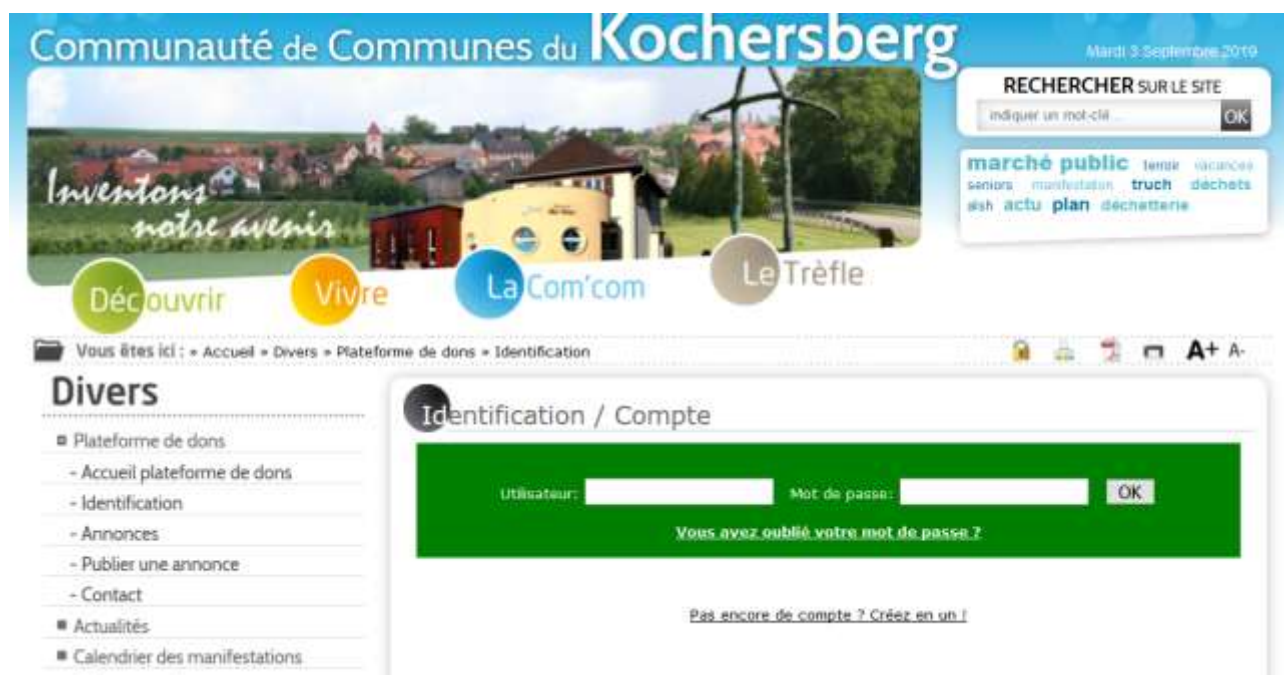 Communauté de Communes du Kochersberg
Mardi 3 Septembre 2019
RECHERCHER SUR LE SITE
indiquer un mot-clé ...
OK
marché public terroir vacances
seniors manifestation truch déchets
alsh actu plan déchetterie
Inventons
notre avenir
Découvrir
Vivre
La Com'com
Le Trèfle
Vous êtes ici : » Accueil » Divers » Plateforme de dons » Identification
A+ A-
Divers
Plateforme de dons
- Accueil plateforme de dons
- Identification
- Annonces
- Publier une annonce
- Contact
Actualités
Calendrier des manifestations
Identification / Compte
Utilisateur: Mot de passe: OK
Vous avez oublié votre mot de passe ?
Pas encore de compte ? Créez en un !